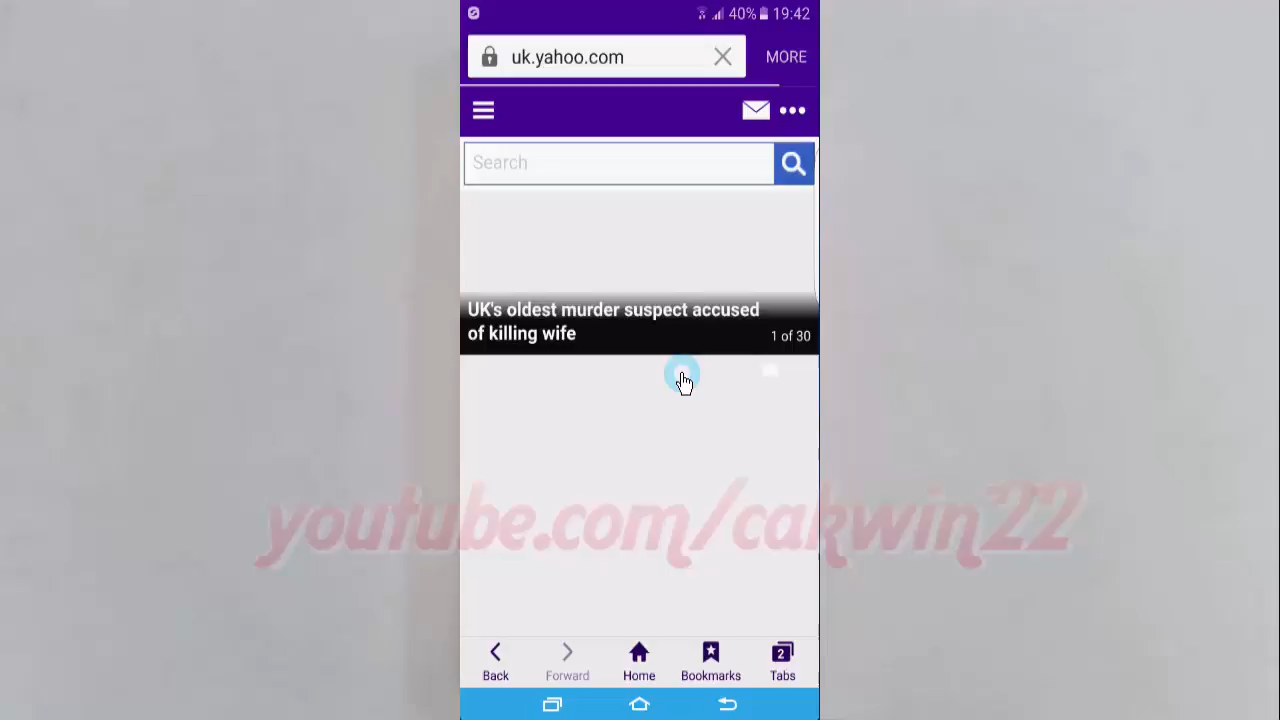 40% 19:42
uk.yahoo.com
MORE
Search
UK's oldest murder suspect accused
of killing wife
1 of 30
youtube.com/cakwin22
2
Back Forward Home Bookmarks Tabs